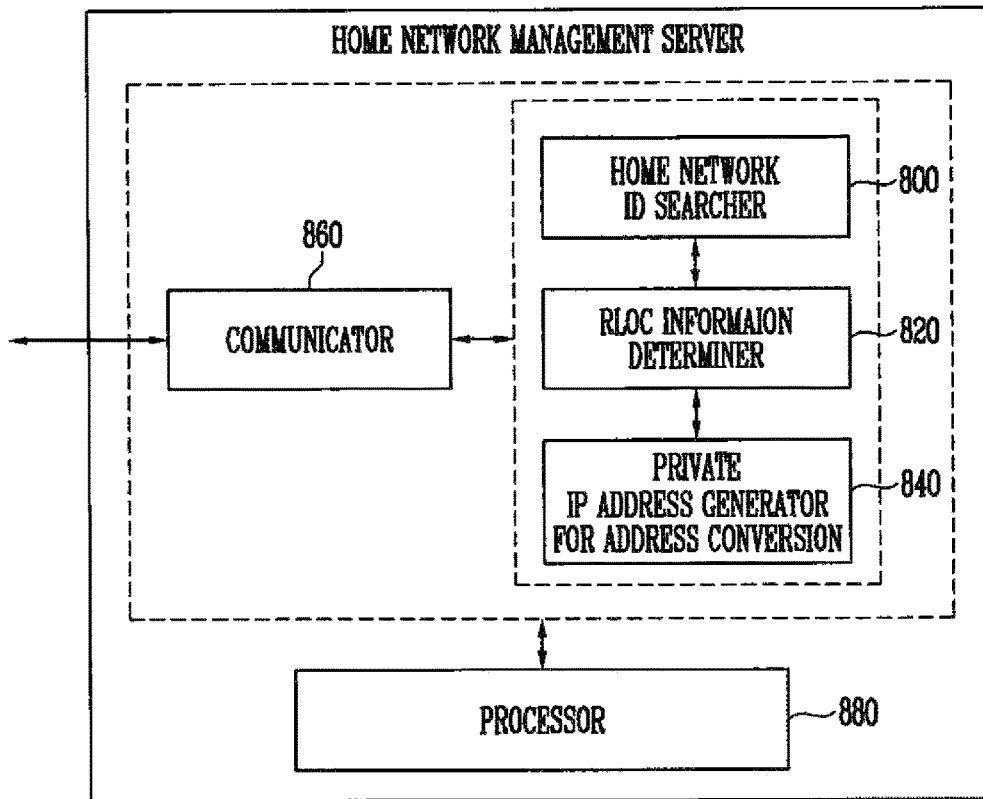 HOME NETWORK MANAGEMENT SERVER
HOME NETWORK
ID SEARCHER
800
860
COMMUNICATOR
RLOC INFORMAION
DETERMINER
820
PRIVATE
IP ADDRESS GENERATOR
FOR ADDRESS CONVERSION
840
PROCESSOR
880